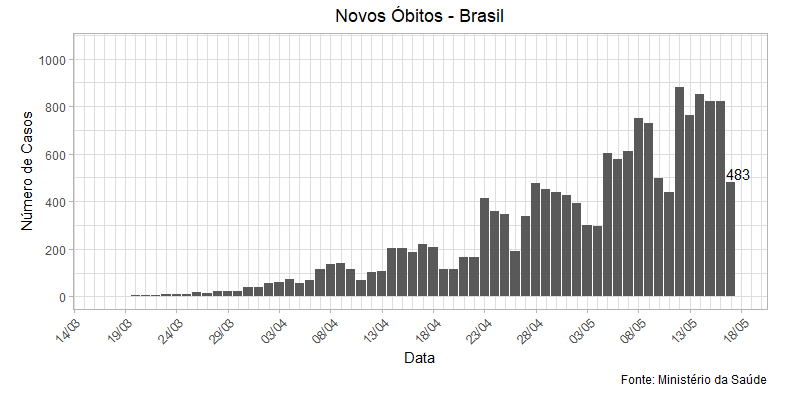 Novos Óbitos - Brasil
Número de Casos
1000
800
600
400
200
0
483
14/03 19/03 24/03 29/03 03/04 08/04 13/04 18/04 23/04 28/04 03/05 08/05 13/05 18/05
Data
Fonte: Ministério da Saúde